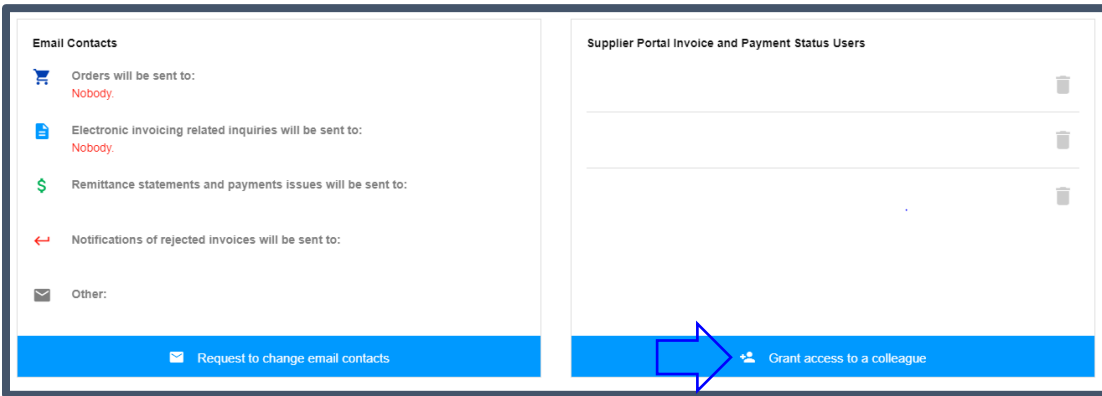 Email Contacts
Orders will be sent to:
Nobody.
Electronic invoicing related inquiries will be sent to:
Nobody.
Remittance statements and payments issues will be sent to:
Notifications of rejected invoices will be sent to:
Other:
Request to change email contacts
Supplier Portal Invoice and Payment Status Users
Grant access to a colleague